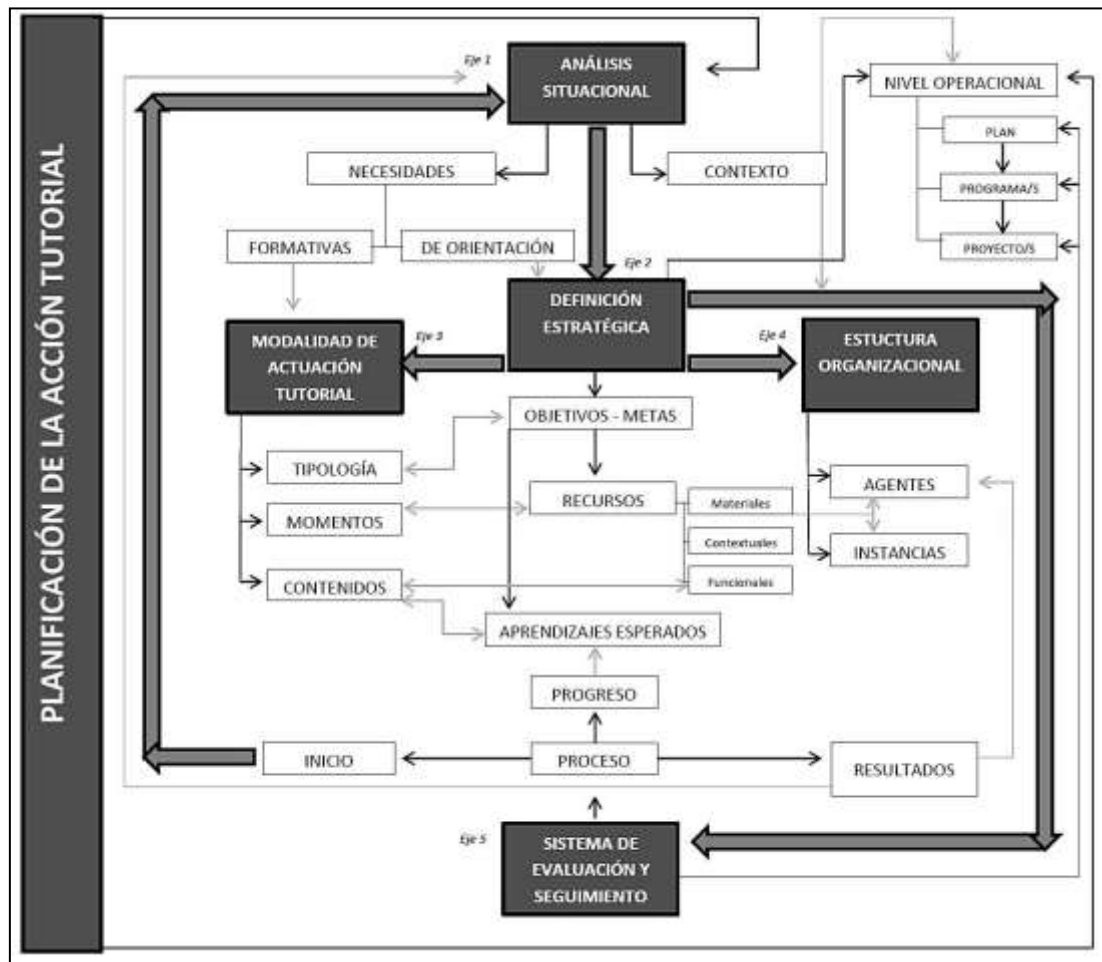 PLANIFICACIÓN DE LA ACCIÓN TUTORIAL
Eje 1
ANÁLISIS
SITUACIONAL
NIVEL OPERACIONAL
PLAN
PROGRAMA/S
PROYECTO/S
NECESIDADES
CONTEXTO
FORMATIVAS
DE ORIENTACIÓN
Eje 2
DEFINICIÓN
ESTRATÉGICA
Eje 3
MODALIDAD DE
ACTUACIÓN
TUTORIAL
Eje 4
ESTUCTURA
ORGANIZACIONAL
OBJETIVOS - METAS
TIPOLOGÍA
MOMENTOS
CONTENIDOS
RECURSOS
Materiales
Contextuales
Funcionales
AGENTES
INSTANCIAS
APRENDIZAJES ESPERADOS
PROGRESO
INICIO
PROCESO
RESULTADOS
Eje 5
SISTEMA DE
EVALUACIÓN Y
SEGUIMIENTO